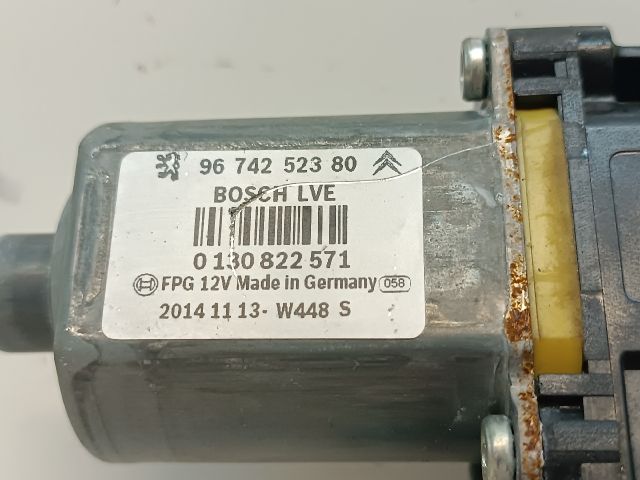 96 742 523 80
BOSCH LVE
0 130 822 571
FPG 12V Made in Germany 058
2014 11 13- W448 S